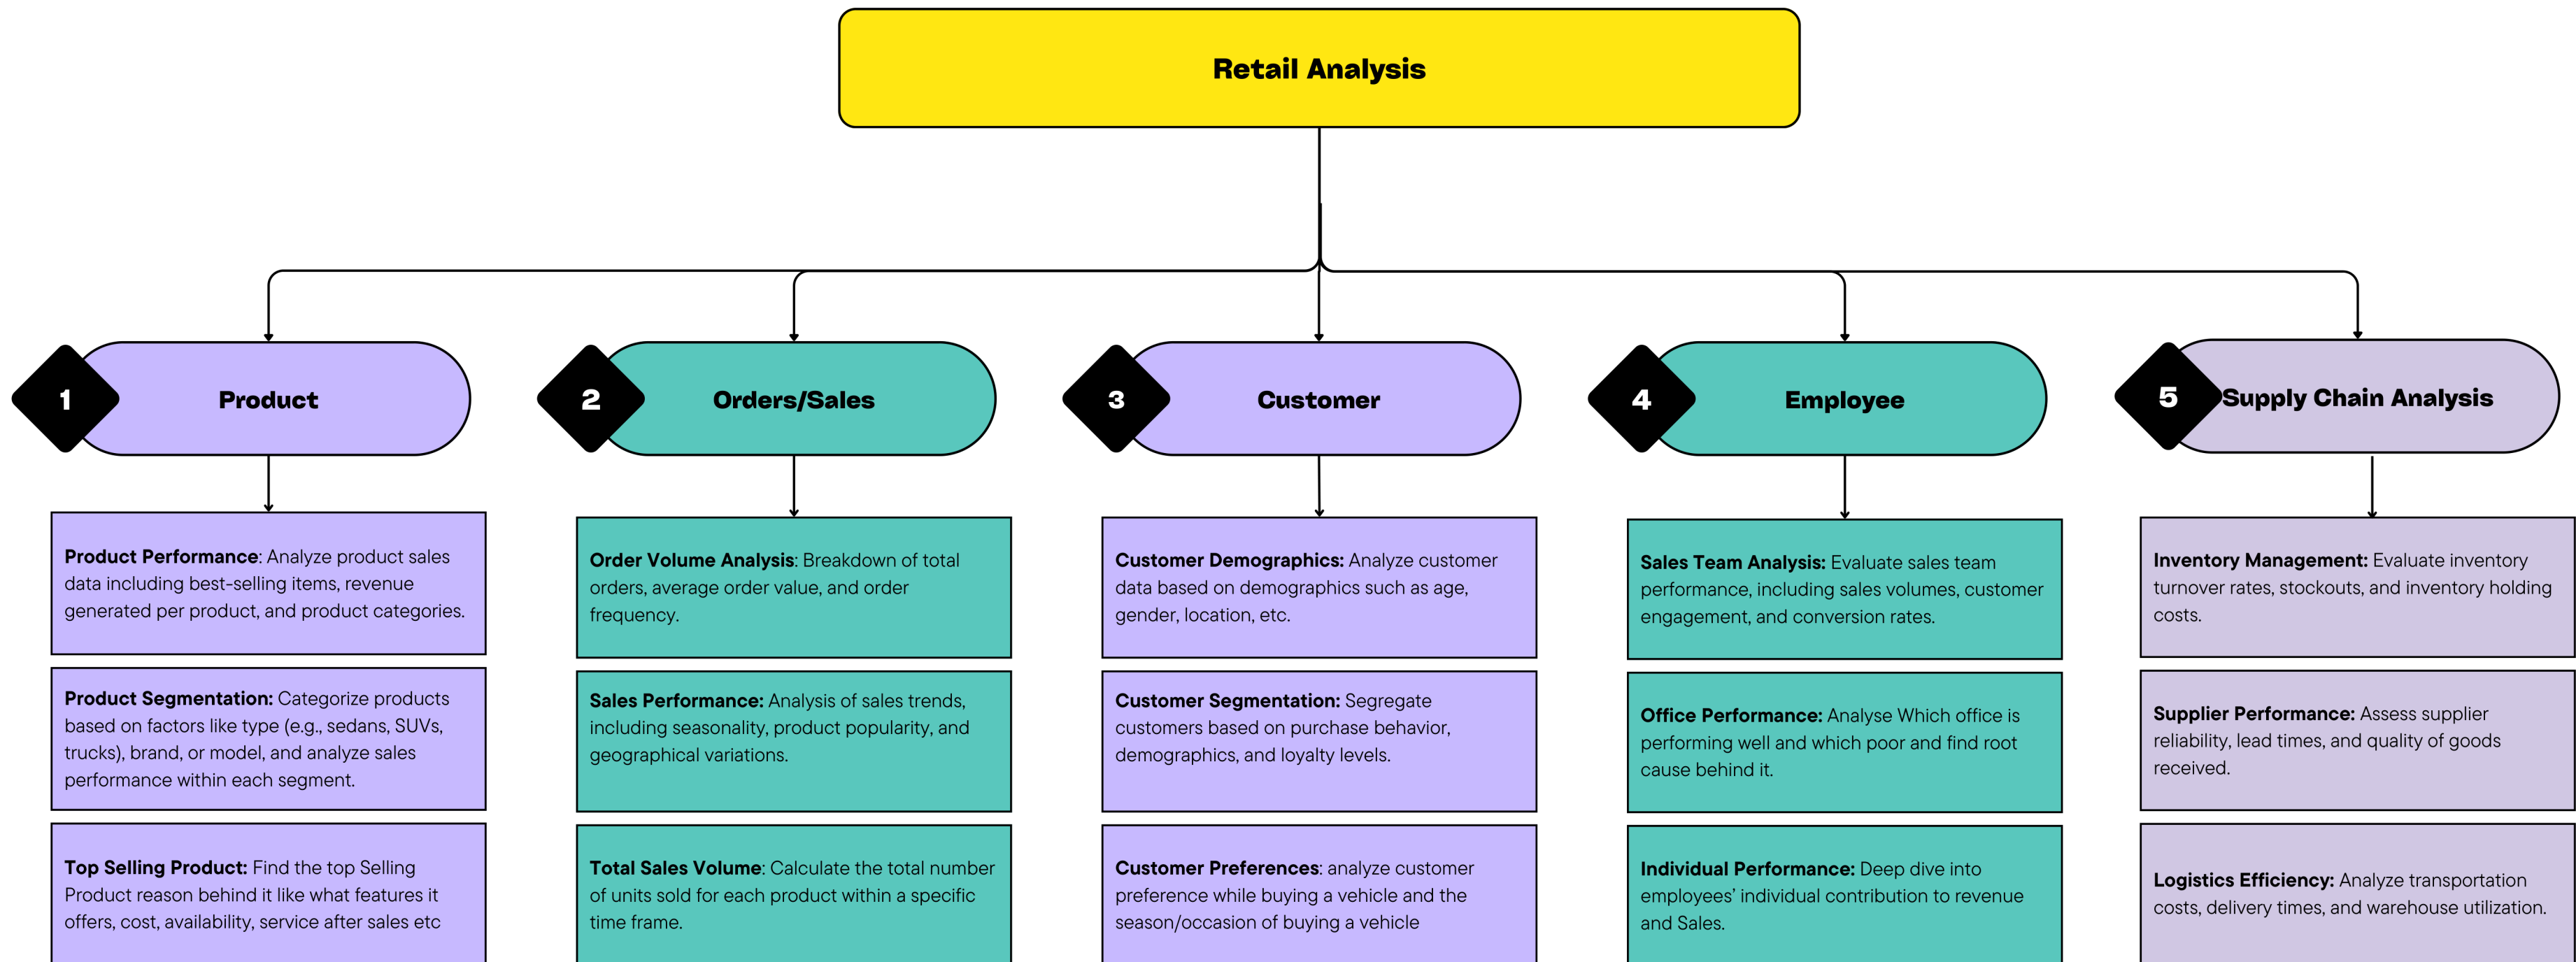 Retail Analysis
1
Product
2
Orders/Sales
3
Customer
4
Employee
5
Supply Chain Analysis
Product Performance: Analyze product sales
data including best-selling items, revenue
generated per product, and product categories.
Product Segmentation: Categorize products
based on factors like type (e.g., sedans, SUVs,
trucks), brand, or model, and analyze sales
performance within each segment.
Top Selling Product: Find the top Selling
Product reason behind it like what features it
offers, cost, availability, service after sales etc
Order Volume Analysis: Breakdown of total
orders, average order value, and order
frequency.
Sales Performance: Analysis of sales trends,
including seasonality, product popularity, and
geographical variations.
Total Sales Volume: Calculate the total number
of units sold for each product within a specific
time frame.
Customer Demographics: Analyze customer
data based on demographics such as age,
gender, location, etc.
Customer Segmentation: Segregate
customers based on purchase behavior,
demographics, and loyalty levels.
Customer Preferences: analyze customer
preference while buying a vehicle and the
season/occasion of buying a vehicle
Sales Team Analysis: Evaluate sales team
performance, including sales volumes, customer
engagement, and conversion rates.
Office Performance: Analyse Which office is
performing well and which poor and find root
cause behind it.
Individual Performance: Deep dive into
employees’ individual contribution to revenue
and Sales.
Inventory Management: Evaluate inventory
turnover rates, stockouts, and inventory holding
costs.
Supplier Performance: Assess supplier
reliability, lead times, and quality of goods
received.
Logistics Efficiency: Analyze transportation
costs, delivery times, and warehouse utilization.